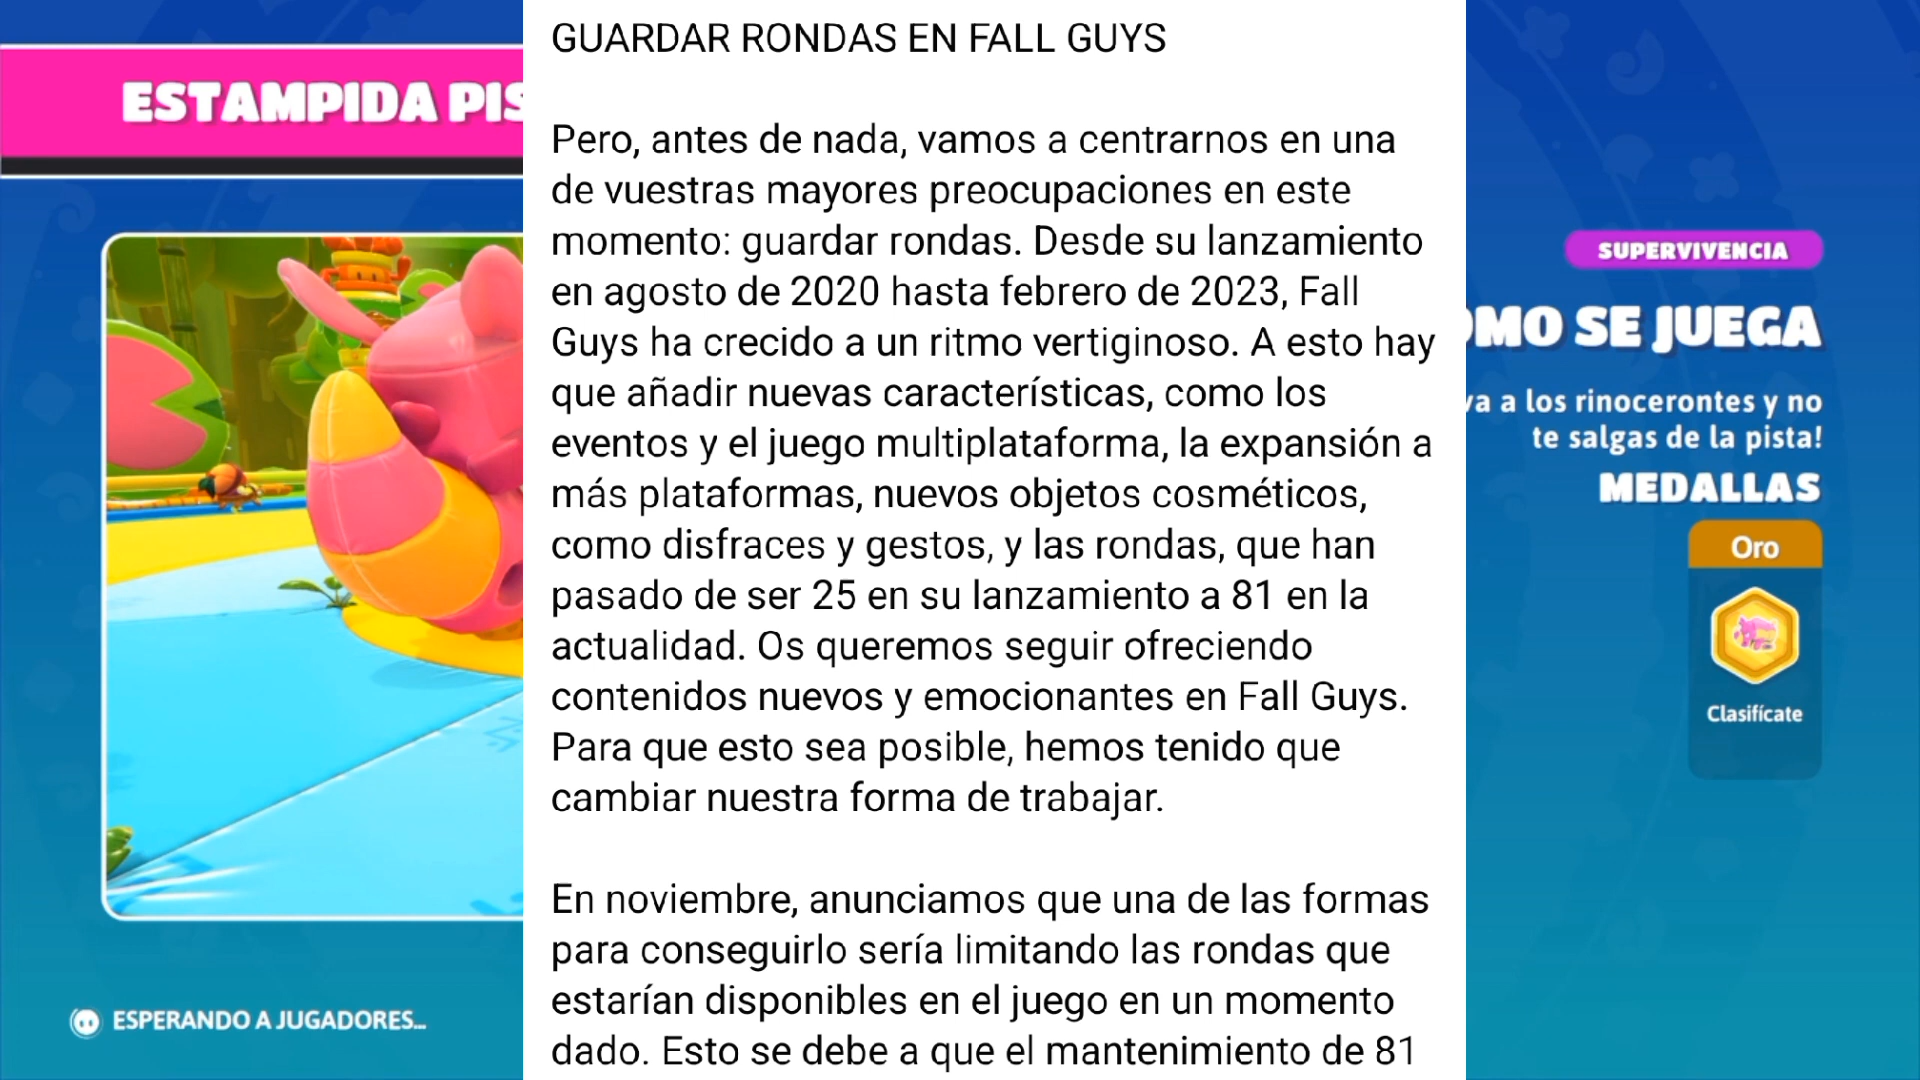 ESTAMPIDA
GUARDAR RONDAS EN FALL GUYS
Pero, antes de nada, vamos a centrarnos en una
de vuestras mayores preocupaciones en este
momento: guardar rondas. Desde su lanzamiento
en agosto de 2020 hasta febrero de 2023, Fall
Guys ha crecido a un ritmo vertiginoso. A esto hay
que añadir nuevas características, como los
eventos y el juego multiplataforma, la expansión a
más plataformas, nuevos objetos cosméticos,
como disfraces y gestos, y las rondas, que han
pasado de ser 25 en su lanzamiento a 81 en la
actualidad. Os queremos seguir ofreciendo
contenidos nuevos y emocionantes en Fall Guys.
Para que esto sea posible, hemos tenido que
cambiar nuestra forma de trabajar.
En noviembre, anunciamos que una de las formas
para conseguirlo sería limitando las rondas que
estarían disponibles en el juego en un momento
dado. Esto se debe a que el mantenimiento de 81
SUPERVIVENCIA
SE JUEGA
a los rinocerontes y no
te salgas de la pista!
MEDALLAS
Oro
Clasifícate
ESPERANDO A JUGADORES...